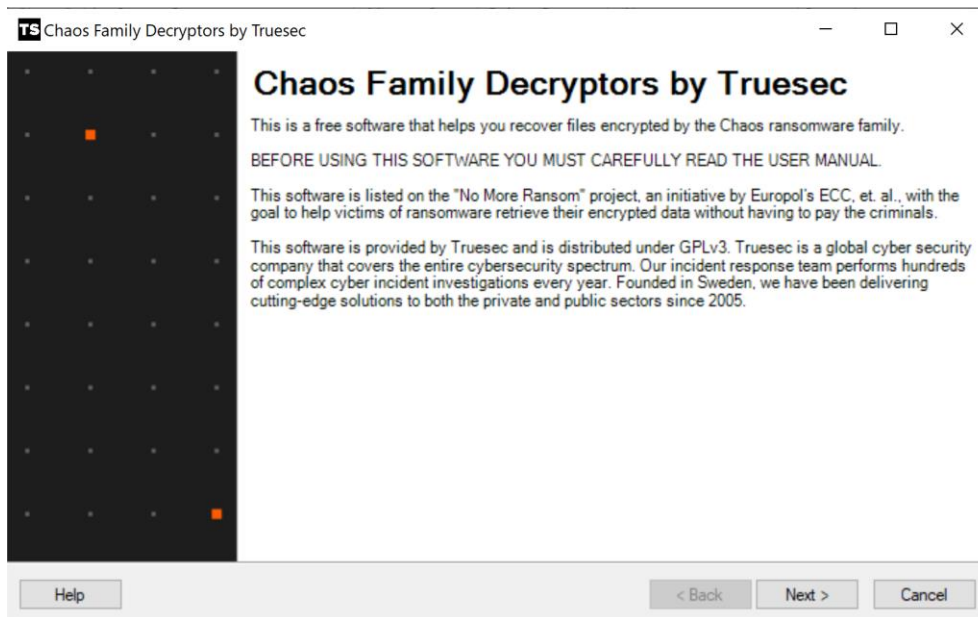 TS Chaos Family Decryptors by Truesec
Chaos Family Decryptors by Truesec
This is a free software that helps you recover files encrypted by the Chaos ransomware family.
BEFORE USING THIS SOFTWARE YOU MUST CAREFULLY READ THE USER MANUAL.
This software is listed on the "No More Ransom" project, an initiative by Europol's ECC, et. al., with the
goal to help victims of ransomware retrieve their encrypted data without having to pay the criminals.
This software is provided by Truesec and is distributed under GPLv3. Truesec is a global cyber security
company that covers the entire cybersecurity spectrum. Our incident response team performs hundreds
of complex cyber incident investigations every year. Founded in Sweden, we have been delivering
cutting-edge solutions to both the private and public sectors since 2005.
Help < Back Next > Cancel